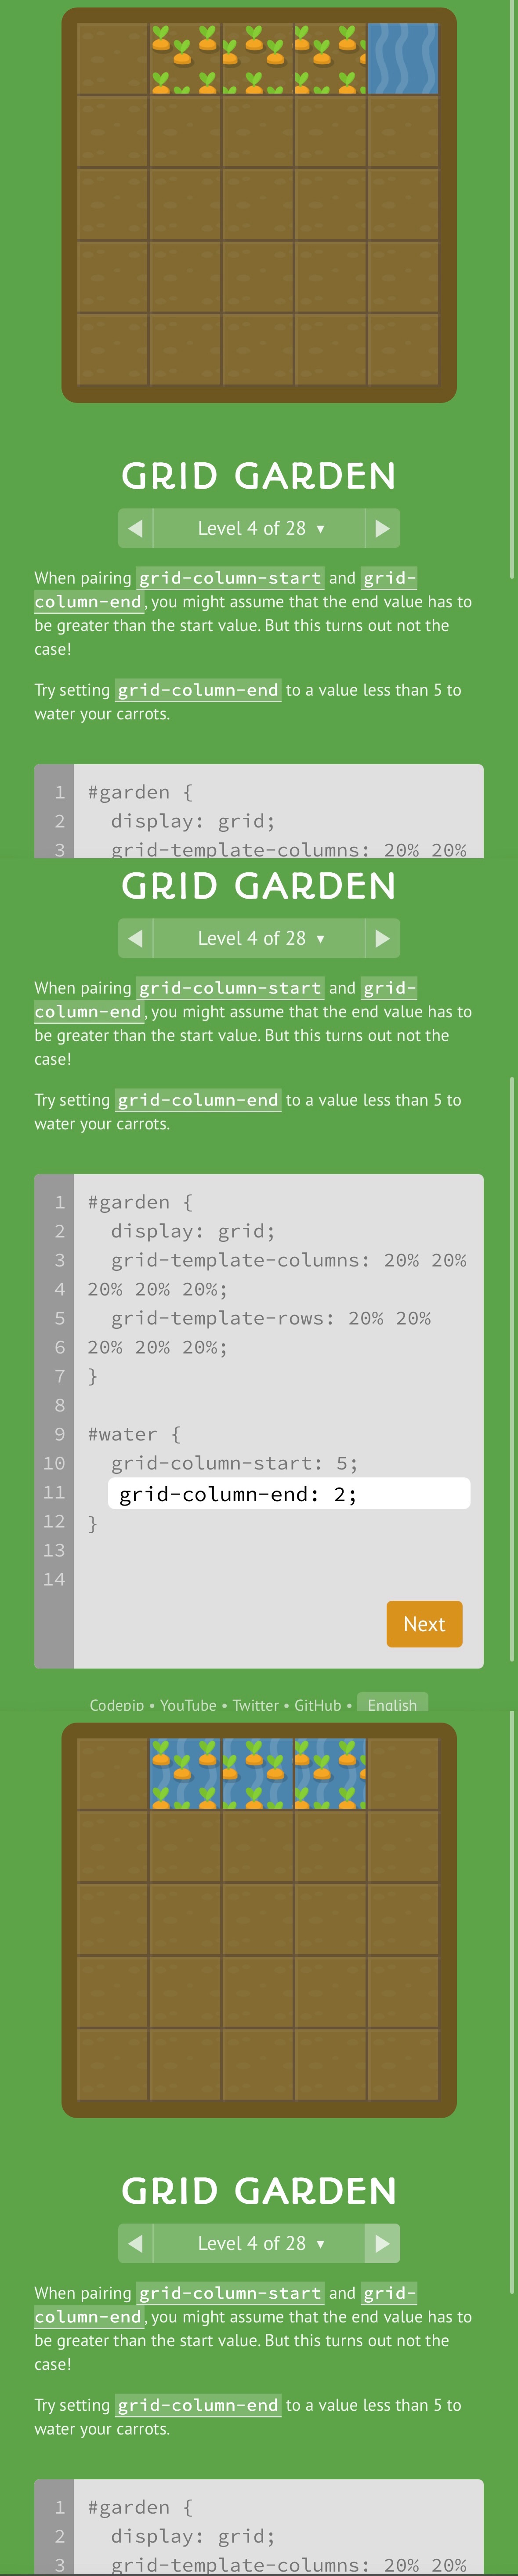 GRID GARDEN
Level 4 of 28 ▼
When pairing grid-column-start and grid-
column-end, you might assume that the end value has to
be greater than the start value. But this turns out not the
case!
Try setting grid-column-end to a value less than 5 to
water your carrots.
1 #garden {
2 display: grid;
3 grid-template-columns: 20% 20%
GRID GARDEN
Level 4 of 28 ▼
When pairing grid-column-start and grid-
column-end, you might assume that the end value has to
be greater than the start value. But this turns out not the
case!
Try setting grid-column-end to a value less than 5 to
water your carrots.
1 #garden {
2 display: grid;
3 grid-template-columns: 20% 20%
4 20% 20% 20%;
5 grid-template-rows: 20% 20%
6 20% 20% 20%;
7 }
8
9 #water {
10 grid-column-start: 5;
11 grid-column-end: 2;
12 }
13
14
Next
Codepip • YouTube • Twitter • GitHub • English
GRID GARDEN
Level 4 of 28 ▼
When pairing grid-column-start and grid-
column-end, you might assume that the end value has to
be greater than the start value. But this turns out not the
case!
Try setting grid-column-end to a value less than 5 to
water your carrots.
1 #garden {
2 display: grid;
3 grid-template-columns: 20% 20%